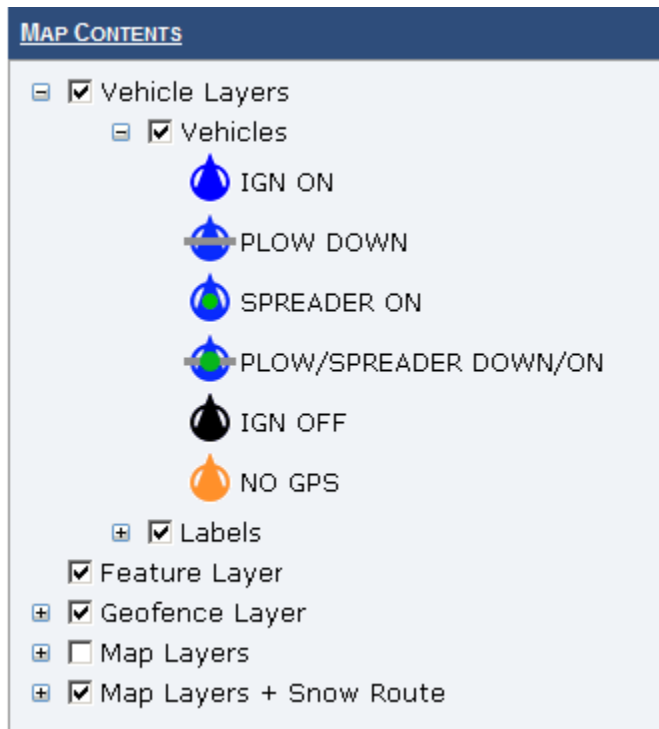 MAP CONTENTS
Vehicle Layers
Vehicles
IGN ON
PLOW DOWN
SPREADER ON
PLOW/SPREADER DOWN/ON
IGN OFF
NO GPS
Labels
Feature Layer
Geofence Layer
Map Layers
Map Layers + Snow Route